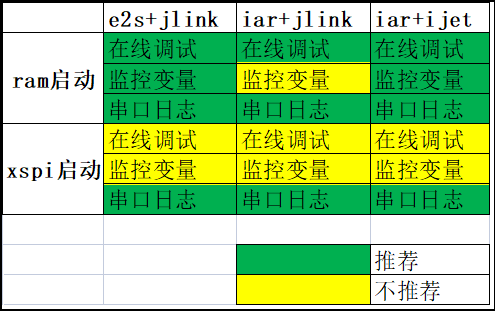 e2s+jlink iar+jlink iar+ijet
ram启动 在线调试 在线调试 在线调试
监控变量 监控变量 监控变量
串口日志 串口日志 串口日志
xspi启动 在线调试 在线调试 在线调试
监控变量 监控变量 监控变量
串口日志 串口日志 串口日志
推荐
不推荐